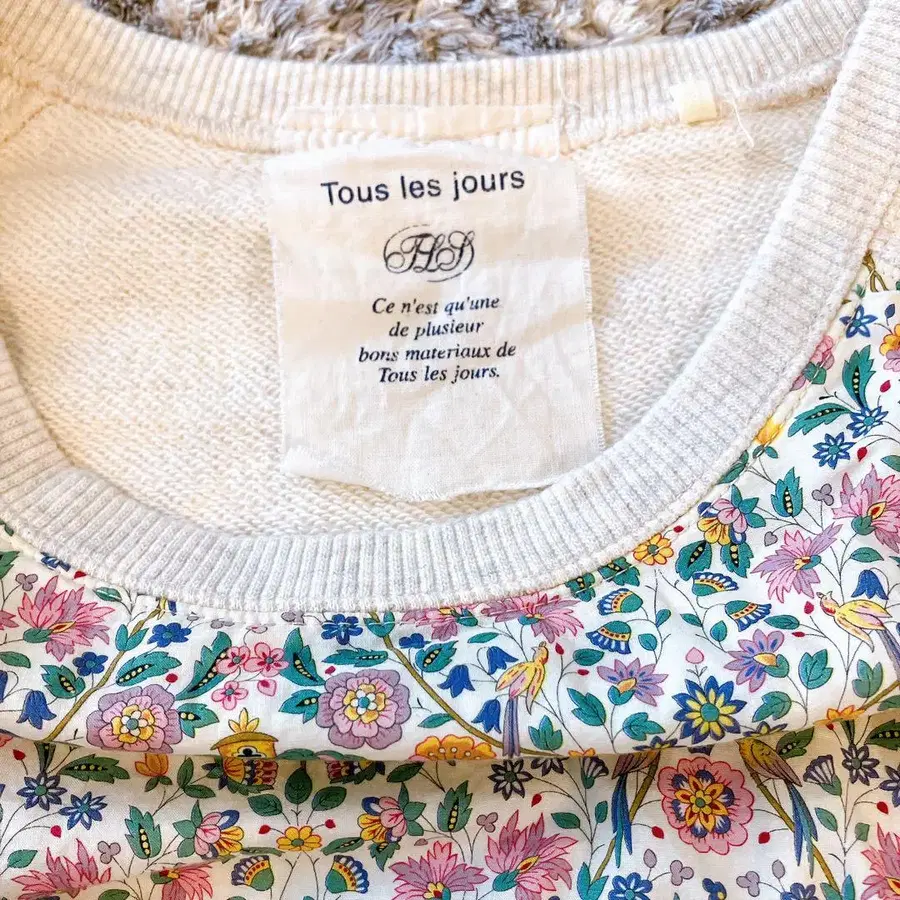 Tous les jours
TLJ
Ce n'est qu'une
de plusieur
bons materiaux de
Tous les jours.